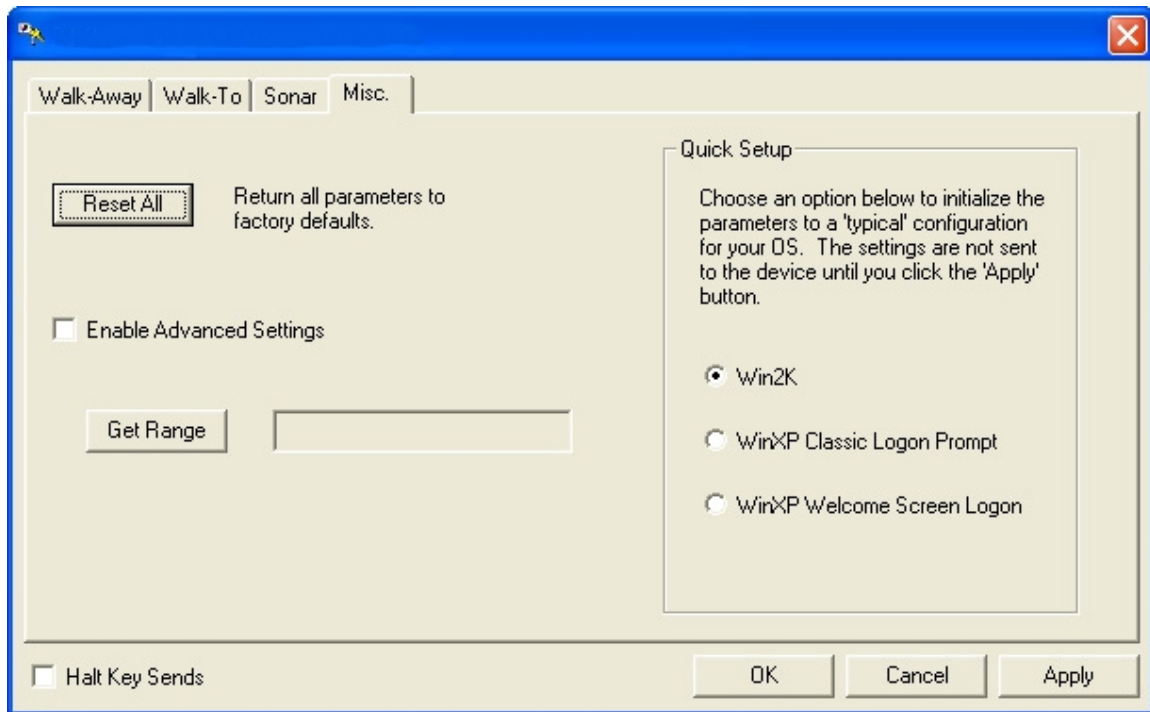 Walk-Away Walk-To Sonar Misc.
Reset All
Return all parameters to
factory defaults.
Enable Advanced Settings
Get Range
Quick Setup
Choose an option below to initialize the
parameters to a 'typical' configuration
for your OS. The settings are not sent
to the device until you click the 'Apply'
button.
Win2K
WinXP Classic Logon Prompt
WinXP Welcome Screen Logon
Halt Key Sends
OK Cancel Apply